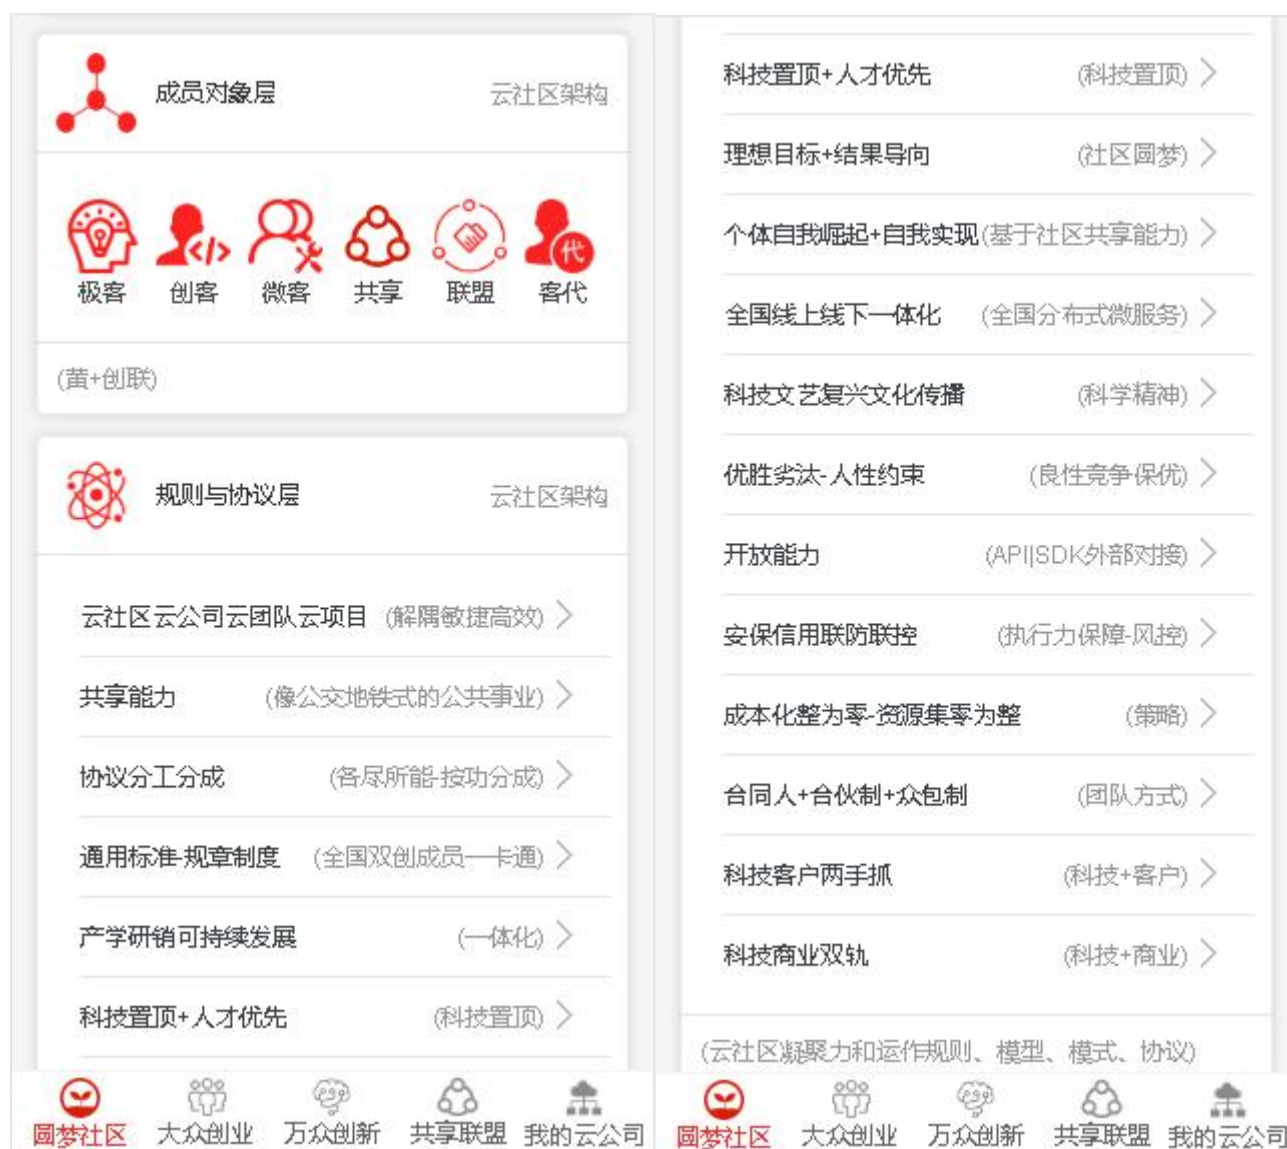 成员对象层 云社区架构
极客 创客 微客 共享 联盟 客代
</>
代
(黄+创联)
规则与协议层 云社区架构
云社区云公司云团队云项目 (解隅敏捷高效)
共享能力 (像公交地铁式的公共事业)
协议分工分成 (各尽所能-按功分成)
通用标准-规章制度 (全国双创成员一卡通)
产学研销可持续发展 (一体化)
科技置顶+人才优先 (科技置顶)
圆梦社区 大众创业 万众创新 共享联盟 我的云公司
科技置顶+人才优先 (科技置顶)
理想目标+结果导向 (社区圆梦)
个体自我崛起+自我实现 (基于社区共享能力)
全国线上线下一体化 (全国分布式微服务)
科技文艺复兴文化传播 (科学精神)
优胜劣汰-人性约束 (良性竞争保优)
开放能力 (API|SDK外部对接)
安保信用联防联控 (执行力保障-风控)
成本化整为零-资源集零为整 (策略)
合同人+合伙制+众包制 (团队方式)
科技客户两手抓 (科技+客户)
科技商业双轨 (科技+商业)
(云社区凝聚力和运作规则、模型、模式、协议)
圆梦社区 大众创业 万众创新 共享联盟 我的云公司